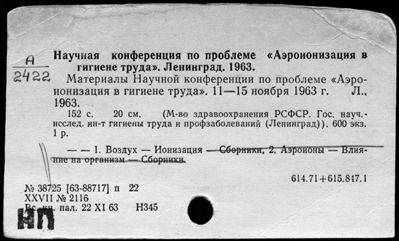 А
2422
Научная конференция по проблеме «Аэроионизация в
гигиене труда». Ленинград. 1963.
Материалы Научной конференции по проблеме «Аэро-
ионизация в гигиене труда». 11—15 ноября 1963 г. Л.,
1963.
152 с. 20 см. (М-во здравоохранения РСФСР. Гос. науч.-
исслед. ин-т гигиены труда и профзаболеваний (Ленинград)). 600 экз.
1 р.
— — 1. Воздух — Ионизация — Сборники. 2. Аэроионы — Влия-
ние на организм — Сборники.
614.71+615.847.1
№ 38725 [63-88717] п 22
XXVII № 2116
Вс. кн. пал. 22 XI 63 Н345
НП